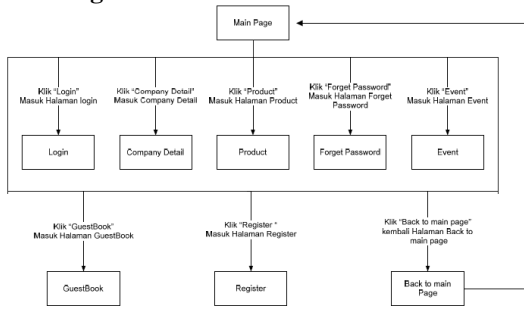 Main Page
Klik “Login”
Masuk Halaman login
Klik “Company Detail”
Masuk Company Detail
Klik “Product”
Masuk Halaman Product
Klik “Forget Password”
Masuk Halaman Forget
Password
Klik “Event”
Masuk Halaman Event
Login
Company Detail
Product
Forget Password
Event
Klik “GuestBook”
Masuk Halaman GuestBook
Klik “Register “
Masuk Halaman Register
Klik “Back to main page”
kembali Halaman Back to
main page
GuestBook
Register
Back to main
Page